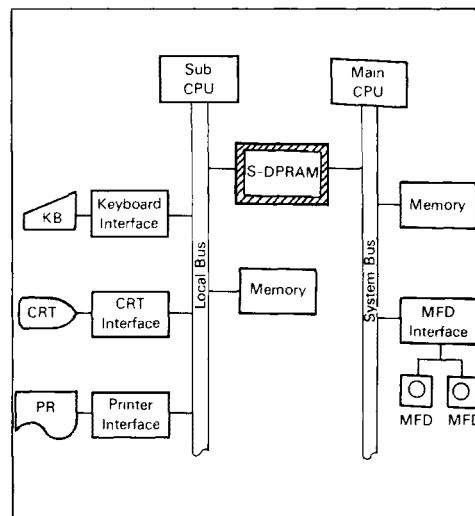 Sub
CPU
Main
CPU
S-DPRAM
KB
Keyboard
Interface
Memory
Local Bus
System Bus
CRT
CRT
Interface
Memory
MFD
Interface
PR
Printer
Interface
MFD
MFD